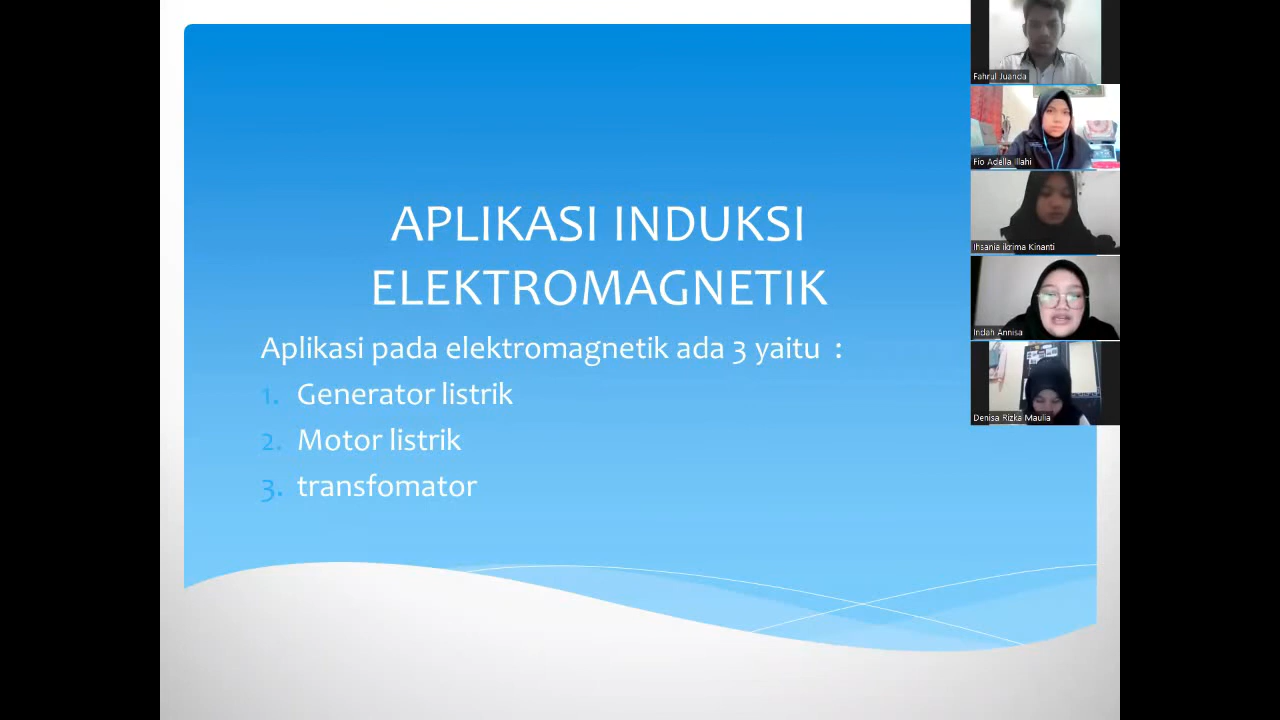 APLIKASI INDUKSI
ELEKTROMAGNETIK
Aplikasi pada elektromagnetik ada 3 yaitu :
1. Generator listrik
2. Motor listrik
3. transfomator
Fahrul Juanda
Fio Adella Illahi
Ihsania ikrima Kinanti
Indah Annisa
Denisa Rizka Maulia